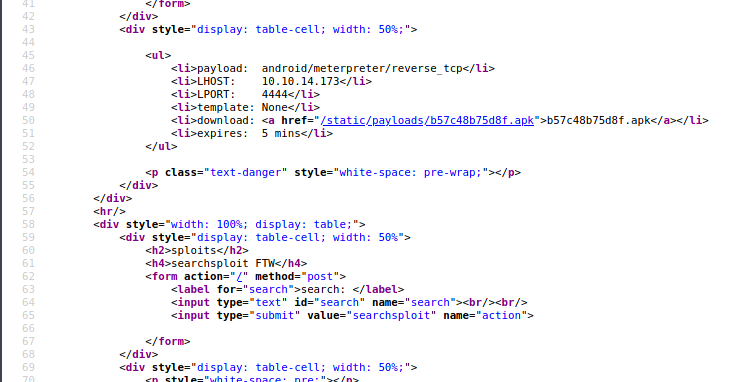 41 </form>
42 </div>
43 <div style="display: table-cell; width: 50%;">
44
45 <ul>
46 <li>payload:  android/meterpreter/reverse_tcp</li>
47 <li>LHOST:    10.10.14.173</li>
48 <li>LPORT:    4444</li>
49 <li>template: None</li>
50 <li>download: <a href="/static/payloads/b57c48b75d8f.apk">b57c48b75d8f.apk</a></li>
51 <li>expires:  5 mins</li>
52 </ul>
53
54 <p class="text-danger" style="white-space: pre-wrap;"></p>
55 </div>
56 </div>
57 <hr/>
58 <div style="width: 100%; display: table;">
59 <div style="display: table-cell; width: 50%">
60 <h2>sploits</h2>
61 <h4>searchsploit FTW</h4>
62 <form action="/" method="post">
63 <label for="search">search: </label>
64 <input type="text" id="search" name="search"><br/><br/>
65 <input type="submit" value="searchsploit" name="action">
66
67 </form>
68 </div>
69 <div style="display: table-cell; width: 50%;">
70 <p style="white-space: pre;"></p>